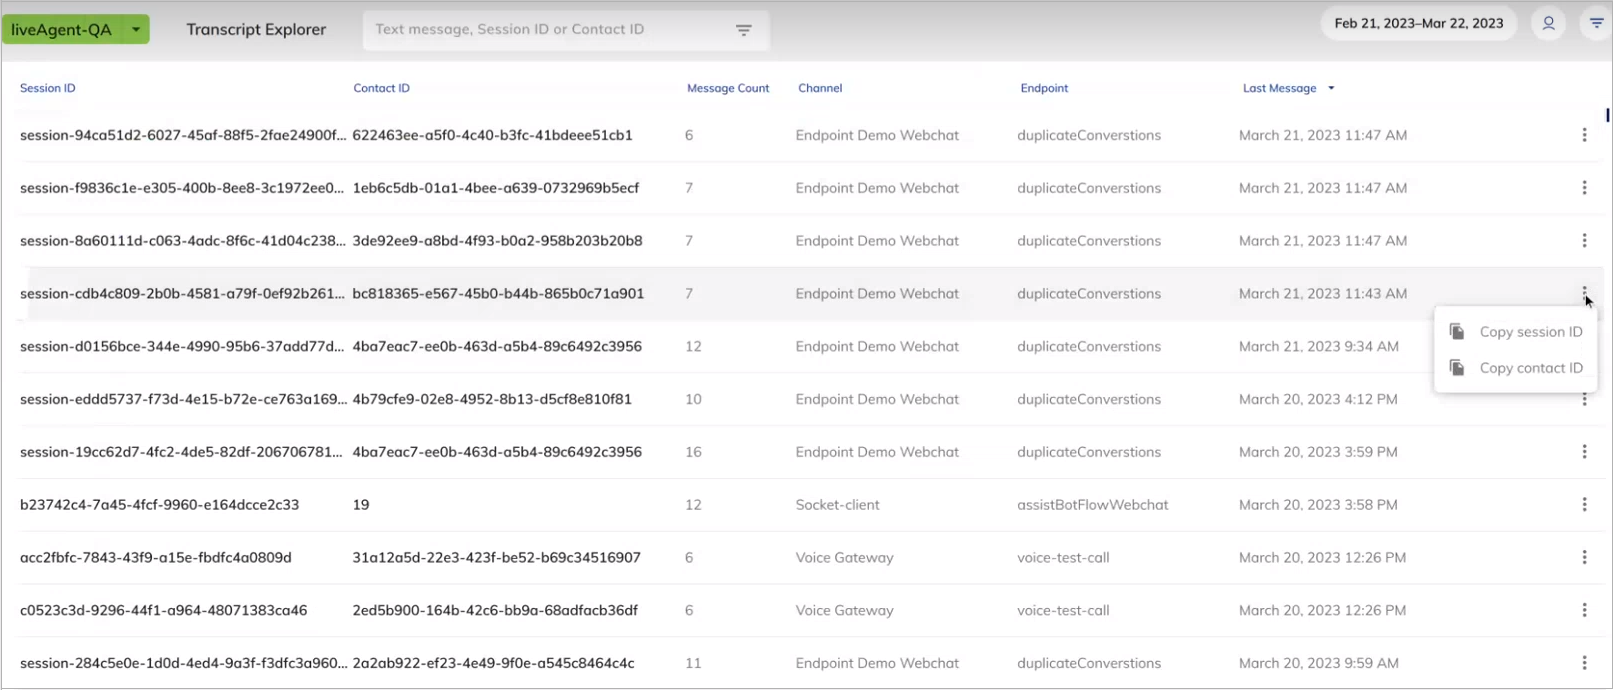 liveAgent-QA Transcript Explorer Text message, Session ID or Contact ID Feb 21, 2023–Mar 22, 2023
Session ID Contact ID Message Count Channel Endpoint Last Message
session-94ca51d2-6027-45af-88f5-2fae24900f... 622463ee-a5f0-4c40-b3fc-41bdeee51cb1 6 Endpoint Demo Webchat duplicateConverstions March 21, 2023 11:47 AM
session-f9836c1e-e305-400b-8ee8-3c1972ee0... 1eb6c5db-01a1-4bee-a639-0732969b5ecf 7 Endpoint Demo Webchat duplicateConverstions March 21, 2023 11:47 AM
session-8a60111d-c063-4adc-8f6c-41d04c238... 3de92ee9-a8bd-4f93-b0a2-958b203b20b8 7 Endpoint Demo Webchat duplicateConverstions March 21, 2023 11:47 AM
session-cdb4c809-2b0b-4581-a79f-0ef92b261... bc818365-e567-45b0-b44b-865b0c71a901 7 Endpoint Demo Webchat duplicateConverstions March 21, 2023 11:43 AM
Copy session ID
session-d0156bce-344e-4990-95b6-37add77d... 4ba7eac7-ee0b-463d-a5b4-89c6492c3956 12 Endpoint Demo Webchat duplicateConverstions March 21, 2023 9:34 AM
Copy contact ID
session-eddd5737-f73d-4e15-b72e-ce763a169... 4b79cfe9-02e8-4952-8b13-d5cf8e810f81 10 Endpoint Demo Webchat duplicateConverstions March 20, 2023 4:12 PM
session-19cc62d7-4fc2-4de5-82df-206706781... 4ba7eac7-ee0b-463d-a5b4-89c6492c3956 16 Endpoint Demo Webchat duplicateConverstions March 20, 2023 3:59 PM
b23742c4-7a45-4fcf-9960-e164dcce2c33 19 12 Socket-client assistBotFlowWebchat March 20, 2023 3:58 PM
acc2fbfc-7843-43f9-a15e-fbdfc4a0809d 31a12a5d-22e3-423f-be52-b69c34516907 6 Voice Gateway voice-test-call March 20, 2023 12:26 PM
c0523c3d-9296-44f1-a964-48071383ca46 2ed5b900-164b-42c6-bb9a-68adfacb36df 6 Voice Gateway voice-test-call March 20, 2023 12:26 PM
session-284c5e0e-1d0d-4ed4-9a3f-f3dfc3a960... 2a2ab922-ef23-4e49-9f0e-a545c8464c4c 11 Endpoint Demo Webchat duplicateConverstions March 20, 2023 9:59 AM